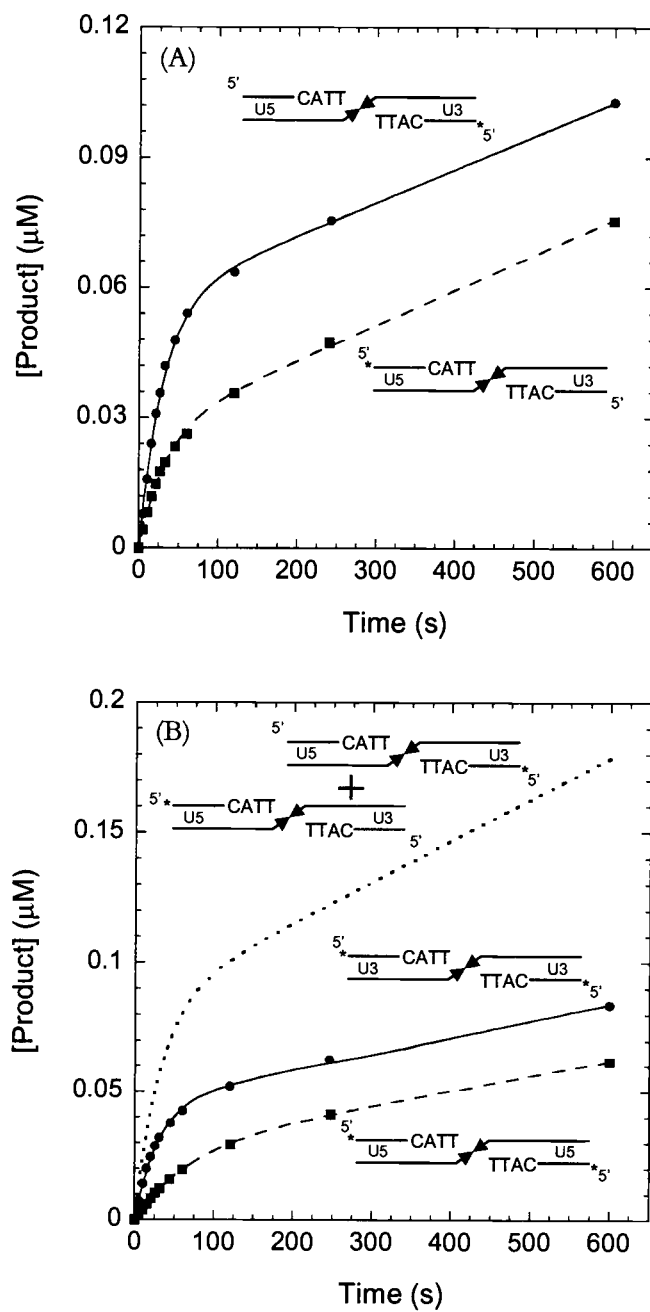 (A)
0.12
0.09
0.06
0.03
0
[Product] (µM)
5'
U5
CATT
TTAC
U3
*5'
5'
*
U5
CATT
TTAC
U3
5'
0 100 200 300 400 500 600
Time (s)
(B)
0.2
0.15
0.1
0.05
0
[Product] (µM)
5'
U5
CATT
TTAC
U3
*5'
+
5'*
U5
CATT
TTAC
U3
5'
5'
*
U3
CATT
TTAC
U3
*5'
5'
*
U5
CATT
TTAC
U5
*5'
0 100 200 300 400 500 600
Time (s)